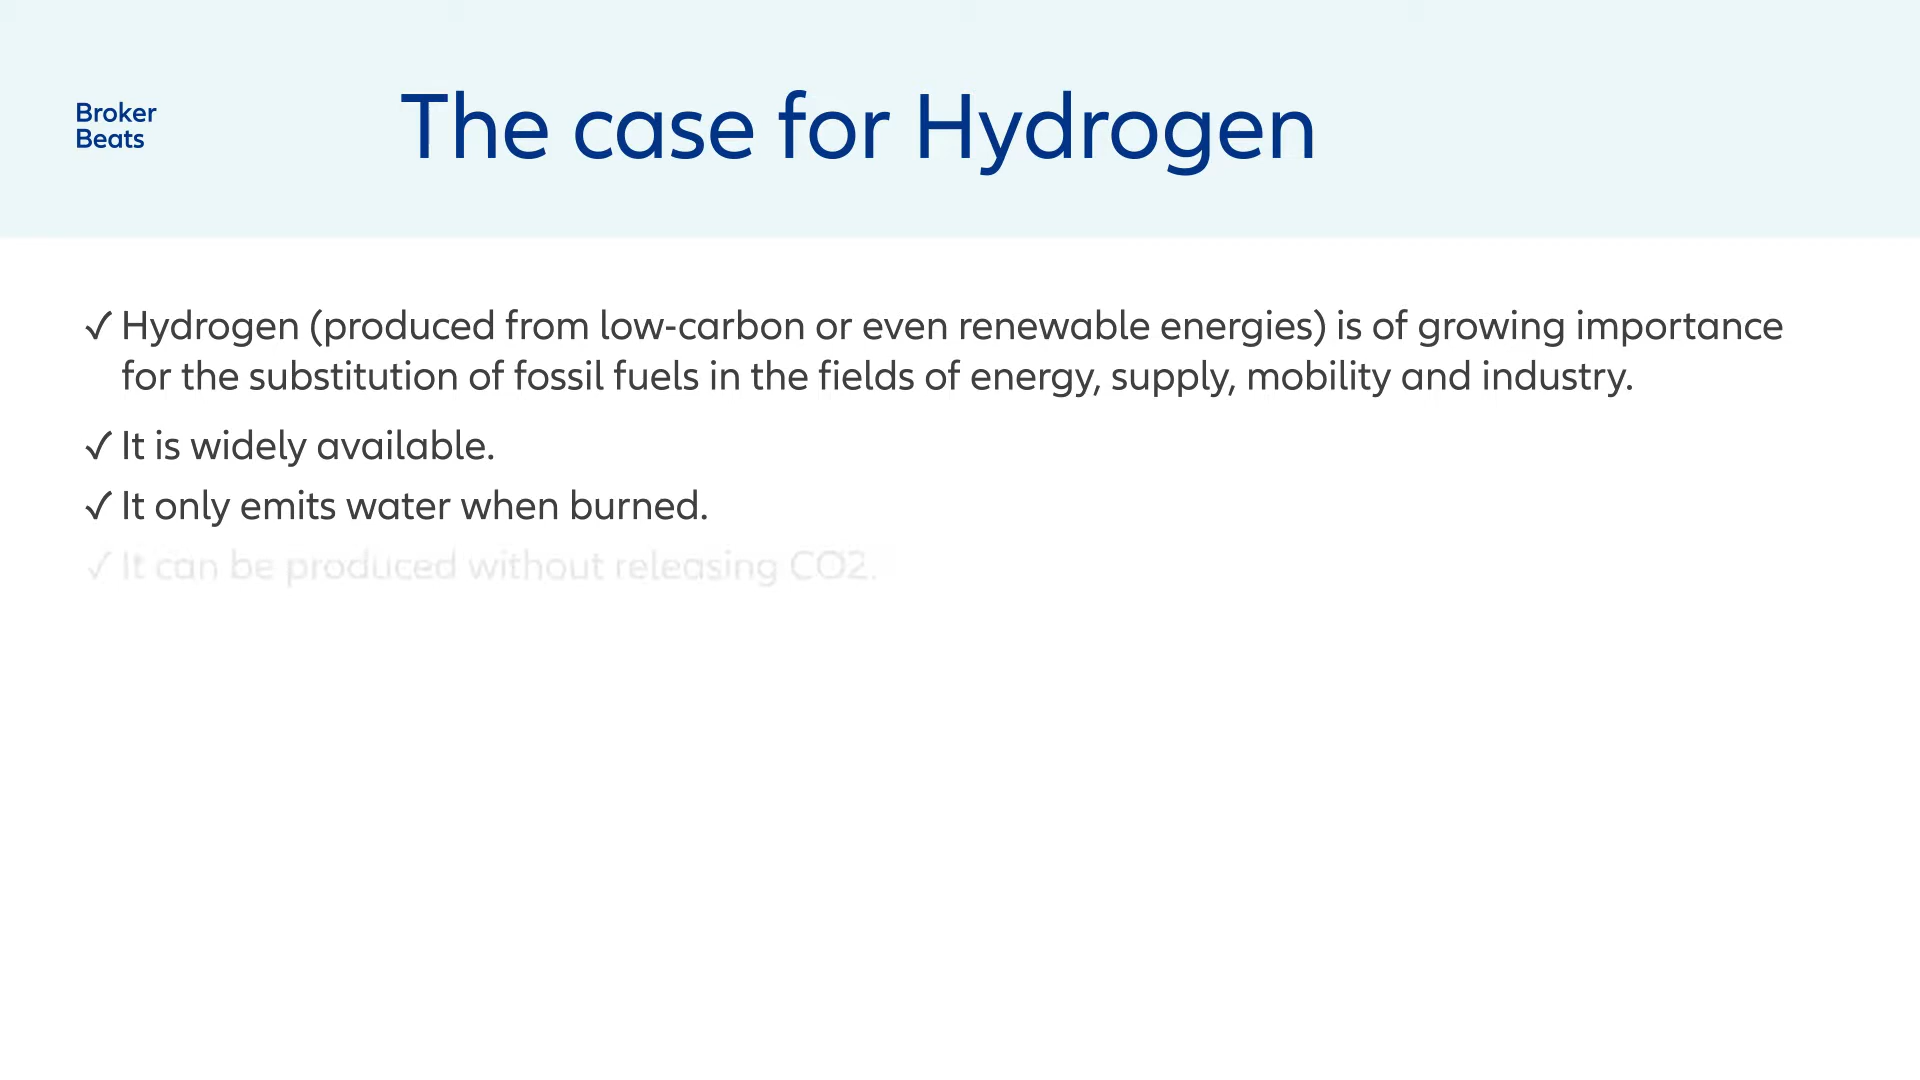 Broker
Beats
The case for Hydrogen
✓ Hydrogen (produced from low-carbon or even renewable energies) is of growing importance
for the substitution of fossil fuels in the fields of energy, supply, mobility and industry.
✓ It is widely available.
✓ It only emits water when burned.
✓ It can be produced without releasing CO2.